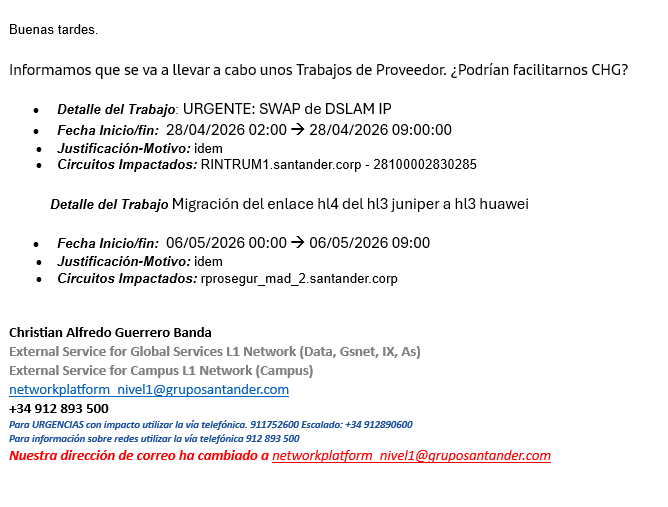 Buenas tardes.
Informamos que se va a llevar a cabo unos Trabajos de Proveedor. ¿Podrían facilitarnos CHG?
• Detalle del Trabajo: URGENTE: SWAP de DSLAM IP
• Fecha Inicio/fin: 28/04/2026 02:00 → 28/04/2026 09:00:00
• Justificación-Motivo: idem
• Circuitos Impactados: RINTRUM1.santander.corp - 28100002830285
Detalle del Trabajo Migración del enlace hl4 del hl3 juniper a hl3 huawei
• Fecha Inicio/fin: 06/05/2026 00:00 → 06/05/2026 09:00
• Justificación-Motivo: idem
• Circuitos Impactados: rprosegur_mad_2.santander.corp
Christian Alfredo Guerrero Banda
External Service for Global Services L1 Network (Data, Gsnet, IX, As)
External Service for Campus L1 Network (Campus)
networkplatform_nivel1@gruposantander.com
+34 912 893 500
Para URGENCIAS con impacto utilizar la vía telefónica. 911752600 Escalado: +34 912890600
Para información sobre redes utilizar la vía telefónica 912 893 500
Nuestra dirección de correo ha cambiado a networkplatform_nivel1@gruposantander.com